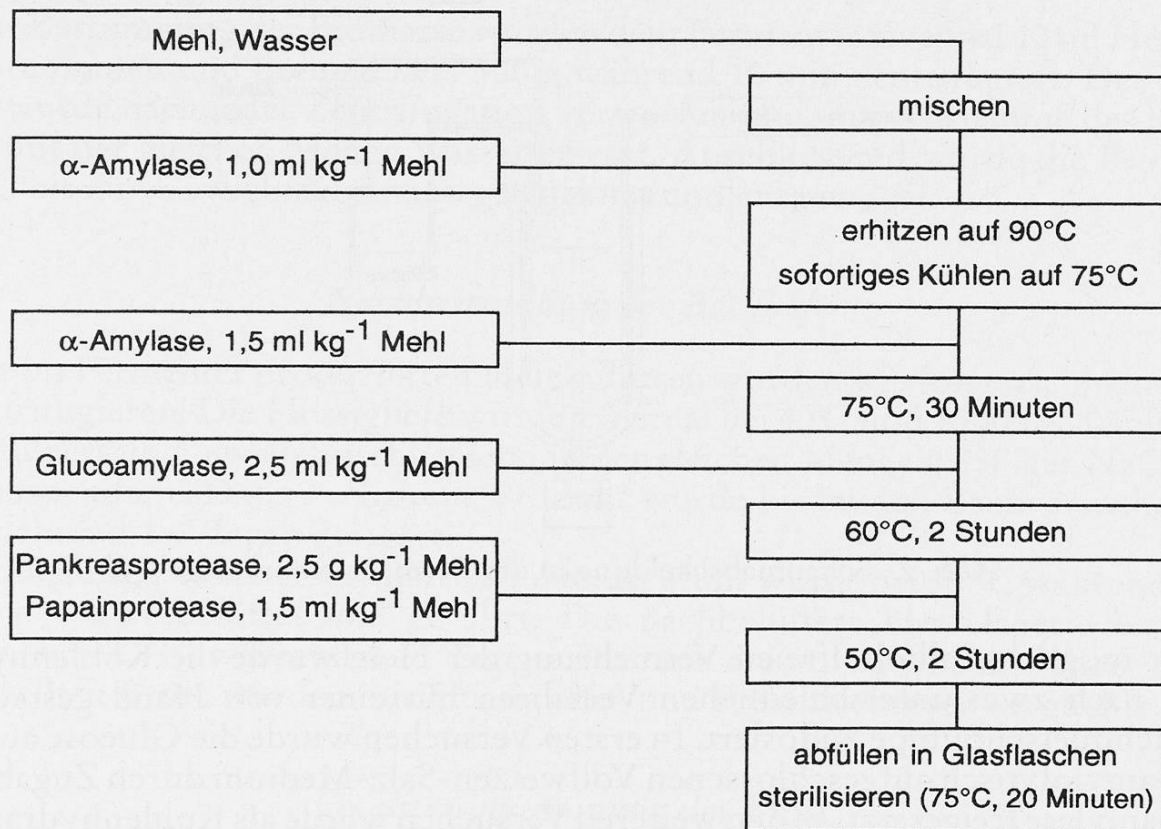 Mehl, Wasser
mischen
α-Amylase, 1,0 ml kg⁻¹ Mehl
erhitzen auf 90°C
sofortiges Kühlen auf 75°C
α-Amylase, 1,5 ml kg⁻¹ Mehl
75°C, 30 Minuten
Glucoamylase, 2,5 ml kg⁻¹ Mehl
60°C, 2 Stunden
Pankreasprotease, 2,5 g kg⁻¹ Mehl
Papainprotease, 1,5 ml kg⁻¹ Mehl
50°C, 2 Stunden
abfüllen in Glasflaschen
sterilisieren (75°C, 20 Minuten)